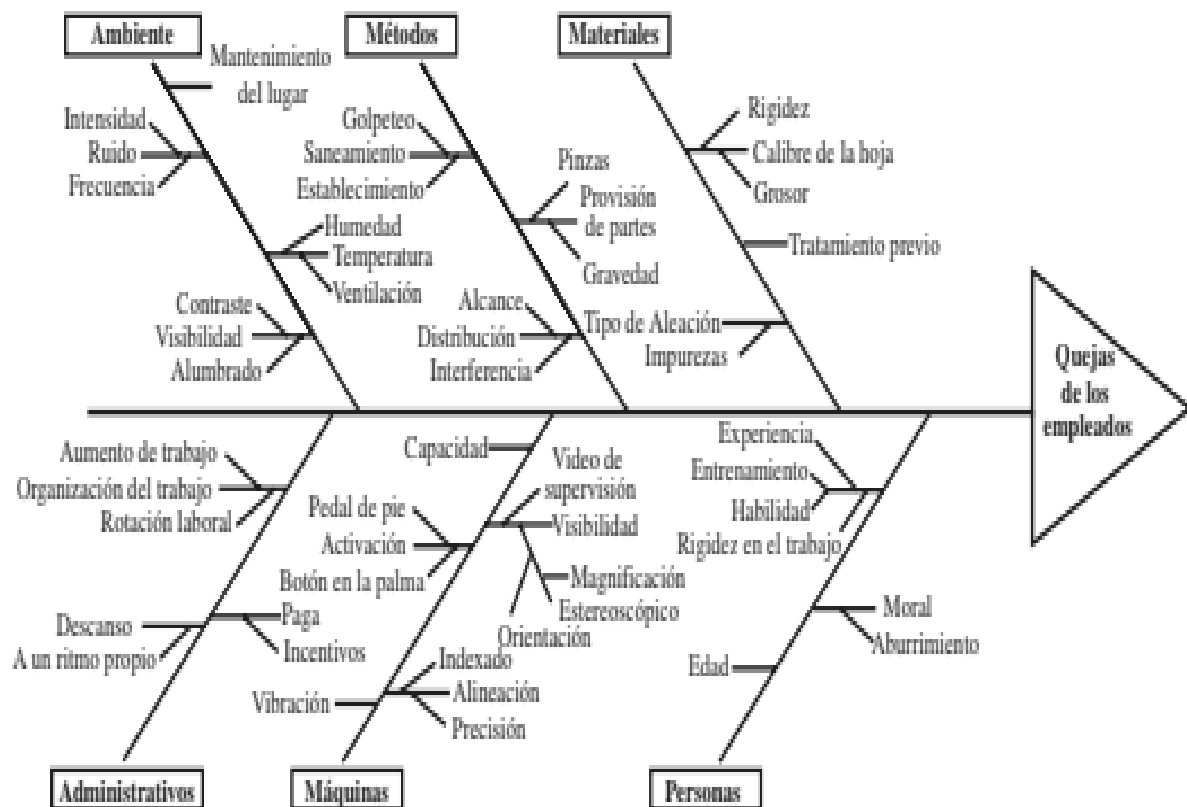 Ambiente
Métodos
Materiales
Mantenimiento
del lugar
Intensidad
Ruido
Frecuencia
Humedad
Temperatura
Ventilación
Contraste
Visibilidad
Alumbrado
Golpeteo
Saneamiento
Establecimiento
Pinzas
Provisión
de partes
Gravedad
Alcance
Distribución
Interferencia
Rigidez
Calibre de la hoja
Grosor
Tratamiento previo
Tipo de Aleación
Impurezas
Quejas
de los
empleados
Aumento de trabajo
Organización del trabajo
Rotación laboral
Descanso
A un ritmo propio
Paga
Incentivos
Capacidad
Video de
supervisión
Visibilidad
Pedal de pie
Activación
Botón en la palma
Magnificación
Estereoscópico
Orientación
Indexado
Alineación
Precisión
Vibración
Experiencia
Entrenamiento
Habilidad
Rigidez en el trabajo
Moral
Aburrimiento
Edad
Administrativos
Máquinas
Personas